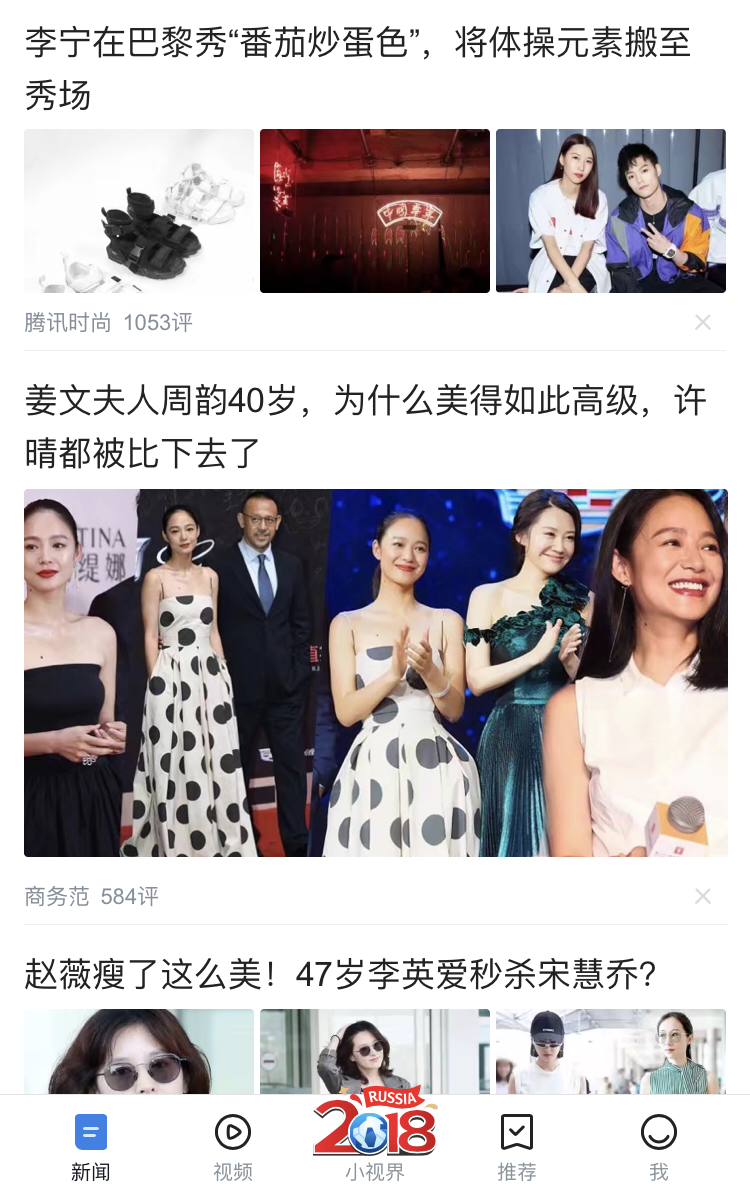 李宁在巴黎秀“番茄炒蛋色”，将体操元素搬至
秀场
中国李宁
腾讯时尚 1053评
姜文夫人周韵40岁，为什么美得如此高级，许
晴都被比下去了
TINA
缇娜
商务范 584评
赵薇瘦了这么美！47岁李英爱秒杀宋慧乔？
RUSSIA
2018
新闻
视频
小视界
推荐
我